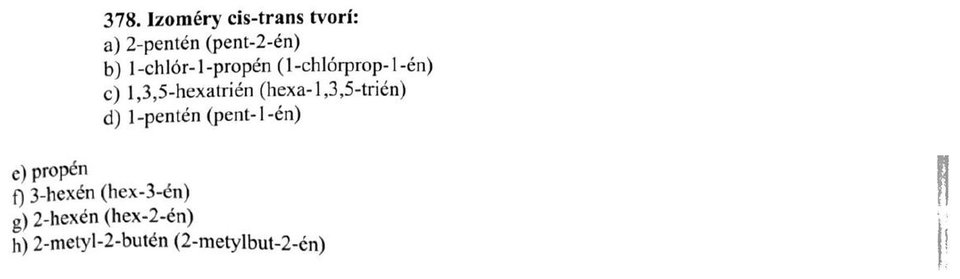 378. Izoméry cis-trans tvorí:
a) 2-pentén (pent-2-én)
b) 1-chlór-1-propén (1-chlórprop-1-én)
c) 1,3,5-hexatrién (hexa-1,3,5-trién)
d) 1-pentén (pent-1-én)
e) propén
f) 3-hexén (hex-3-én)
g) 2-hexén (hex-2-én)
h) 2-metyl-2-butén (2-metylbut-2-én)